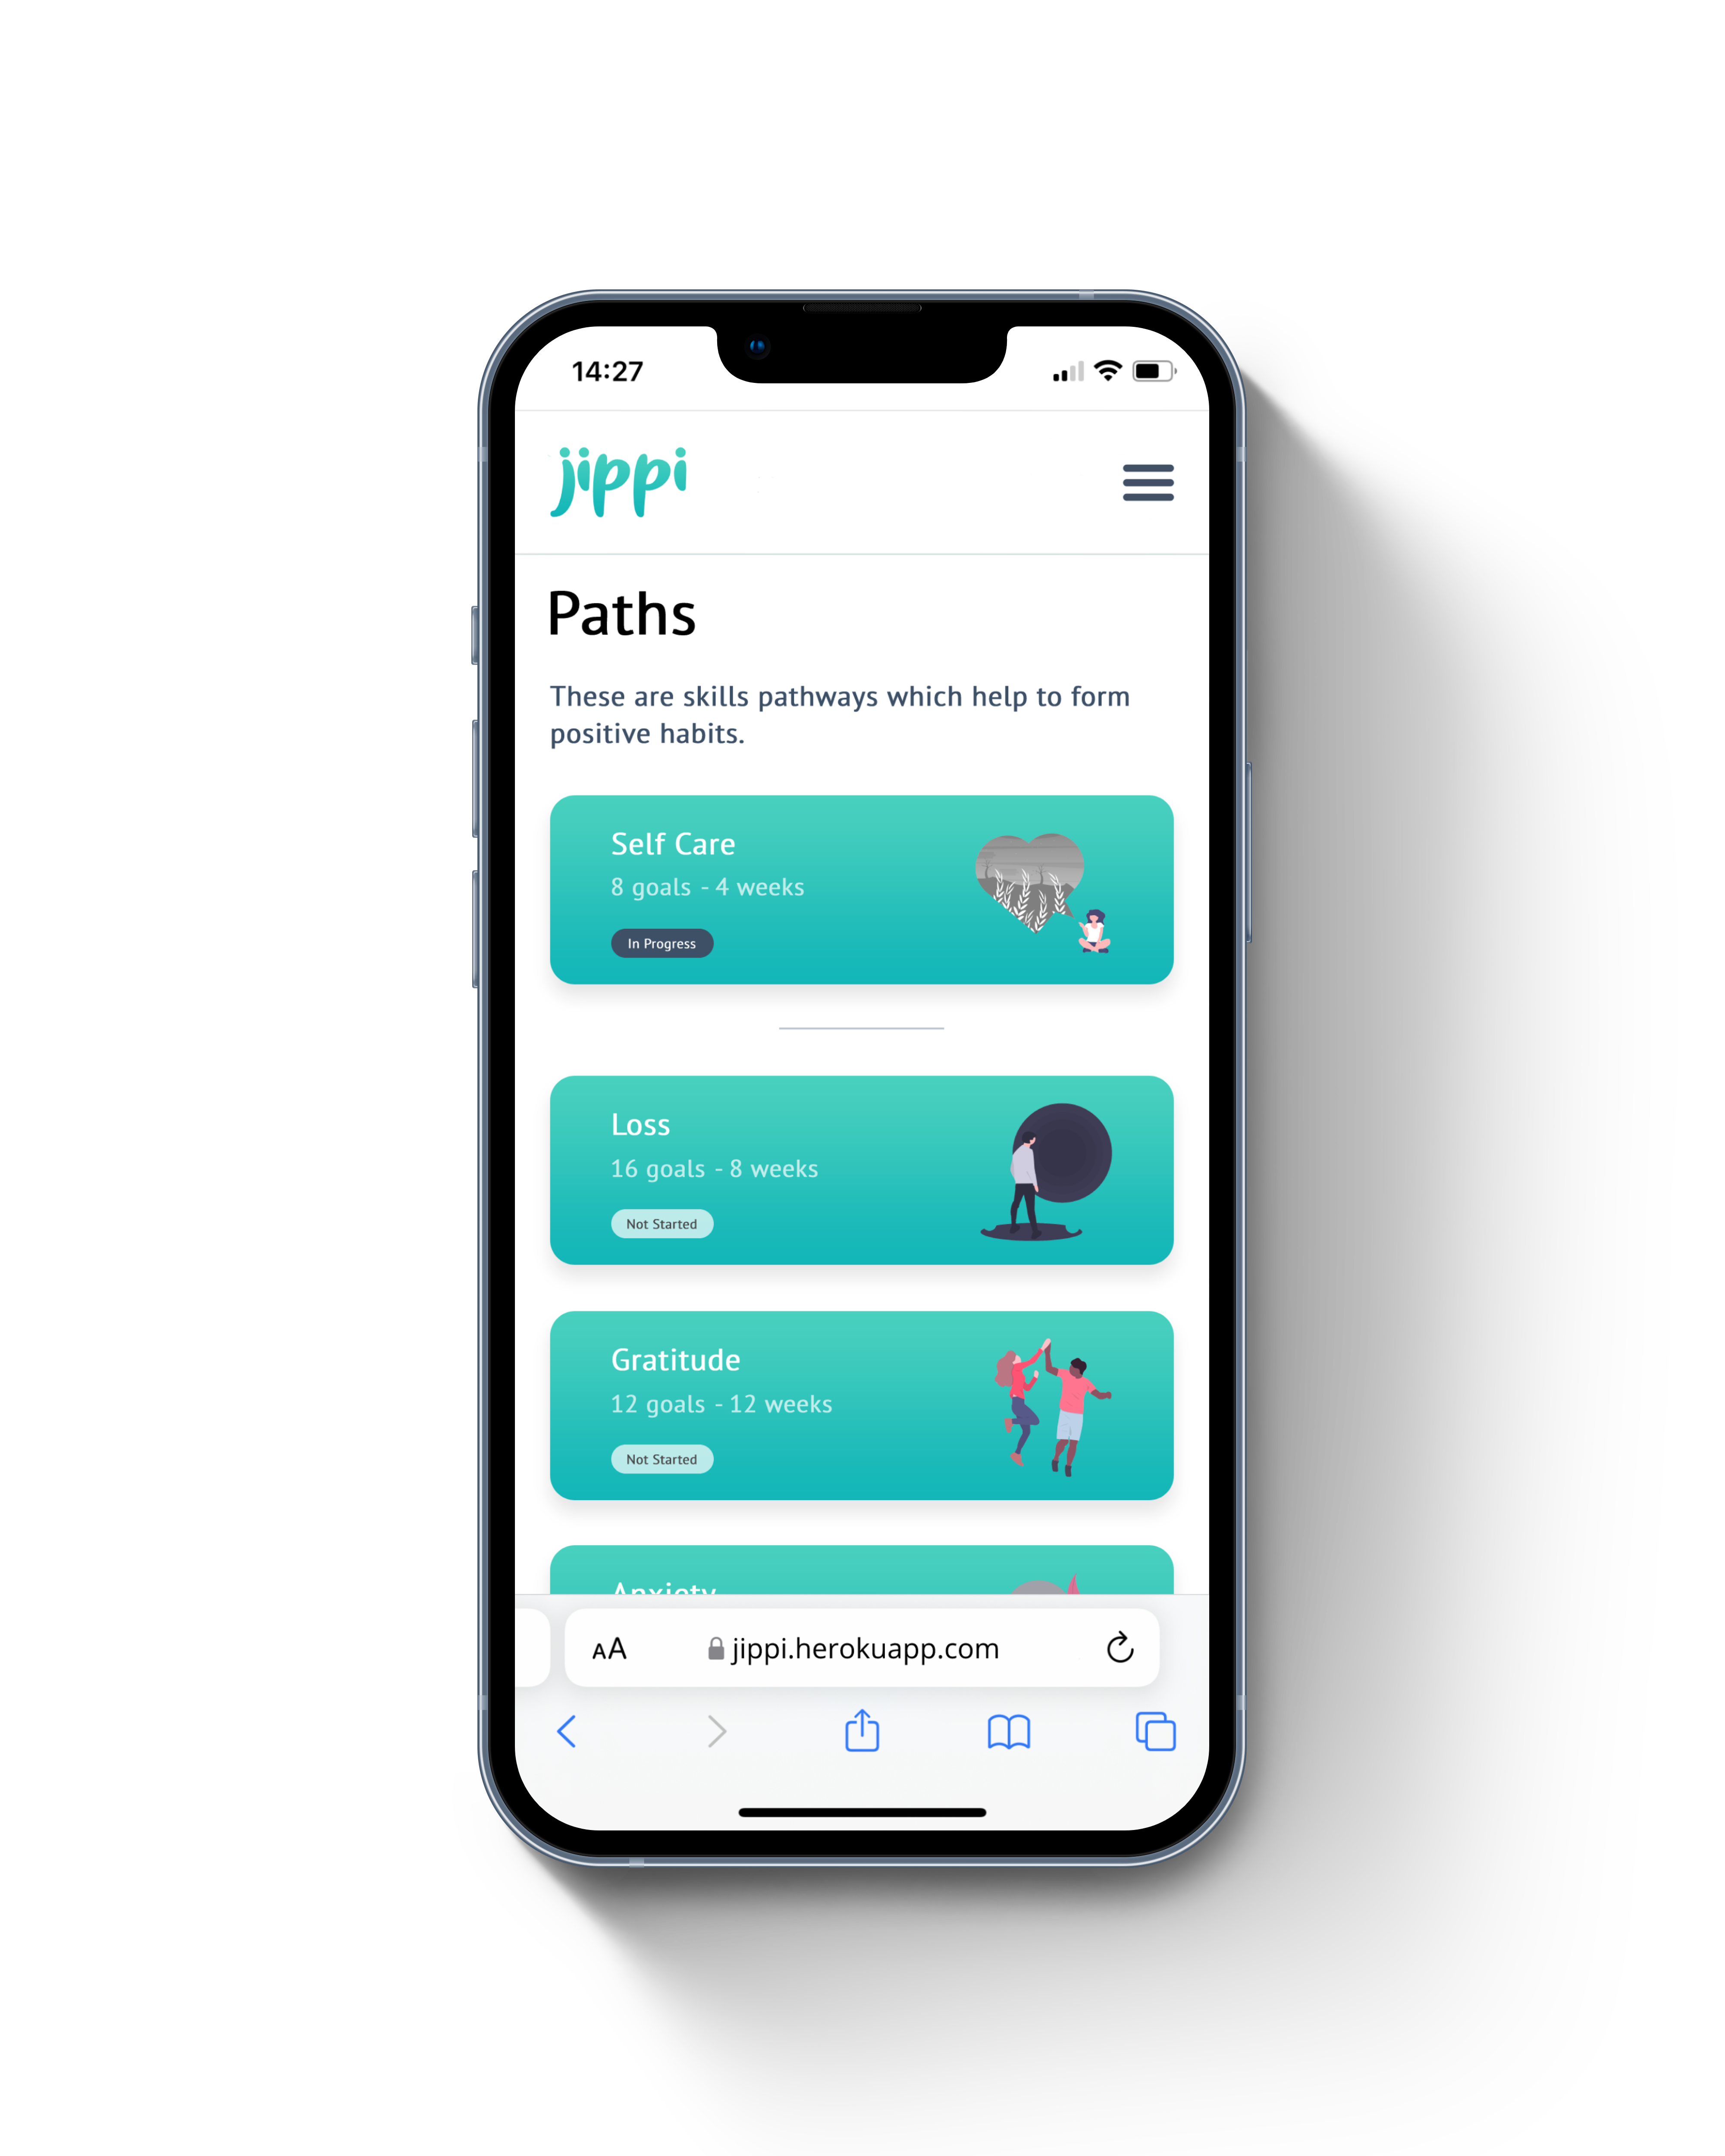 14:27
jippi
Paths
These are skills pathways which help to form
positive habits.
Self Care
8 goals - 4 weeks
In Progress
Loss
16 goals - 8 weeks
Not Started
Gratitude
12 goals - 12 weeks
Not Started
Anxiety
AA jippi.herokuapp.com